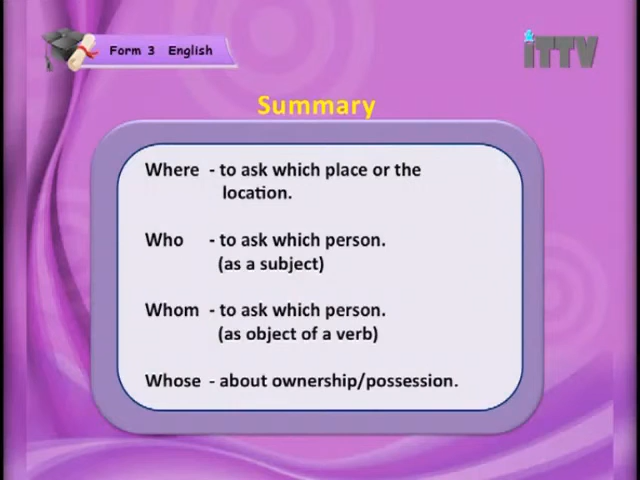 Form 3 English
iTTV
Summary
Where - to ask which place or the
location.
Who - to ask which person.
(as a subject)
Whom - to ask which person.
(as object of a verb)
Whose - about ownership/possession.